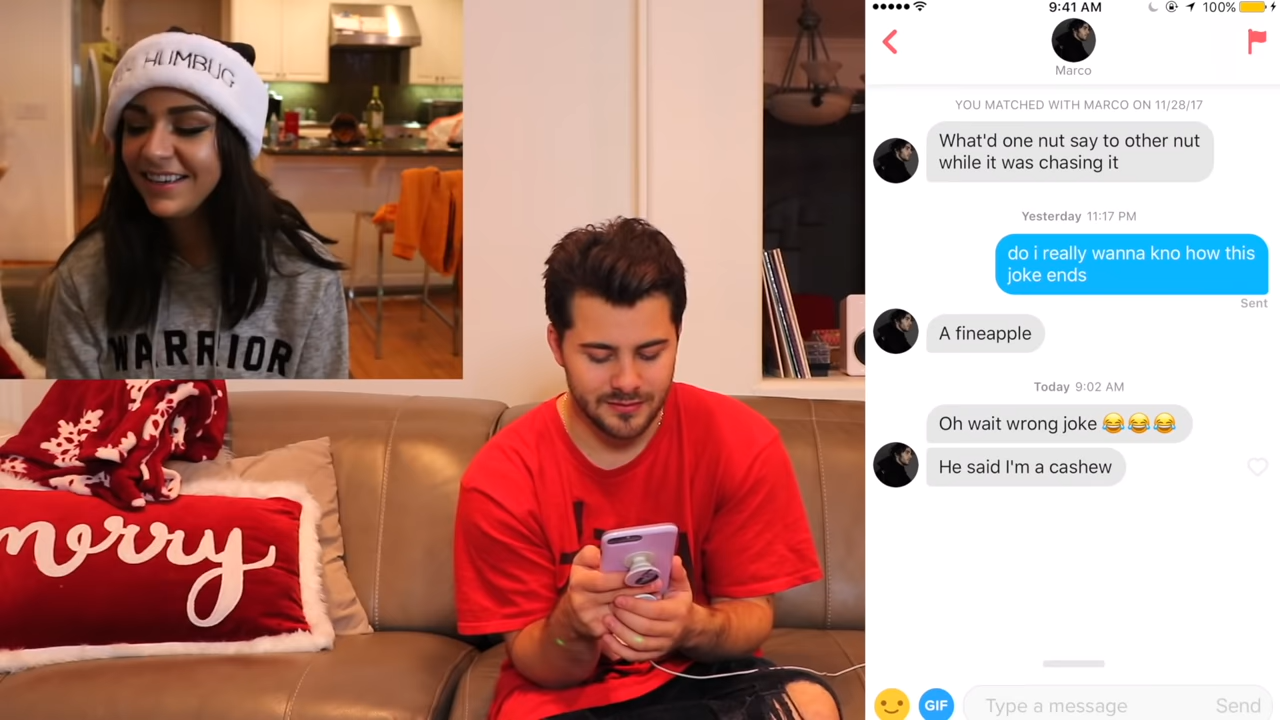 HUMBUG
WARRIOR
merry
9:41 AM
100%
Marco
YOU MATCHED WITH MARCO ON 11/28/17
What'd one nut say to other nut
while it was chasing it
Yesterday 11:17 PM
do i really wanna kno how this
joke ends
Sent
A fineapple
Today 9:02 AM
Oh wait wrong joke 😂😂😂
He said I'm a cashew
GIF
Type a message
Send